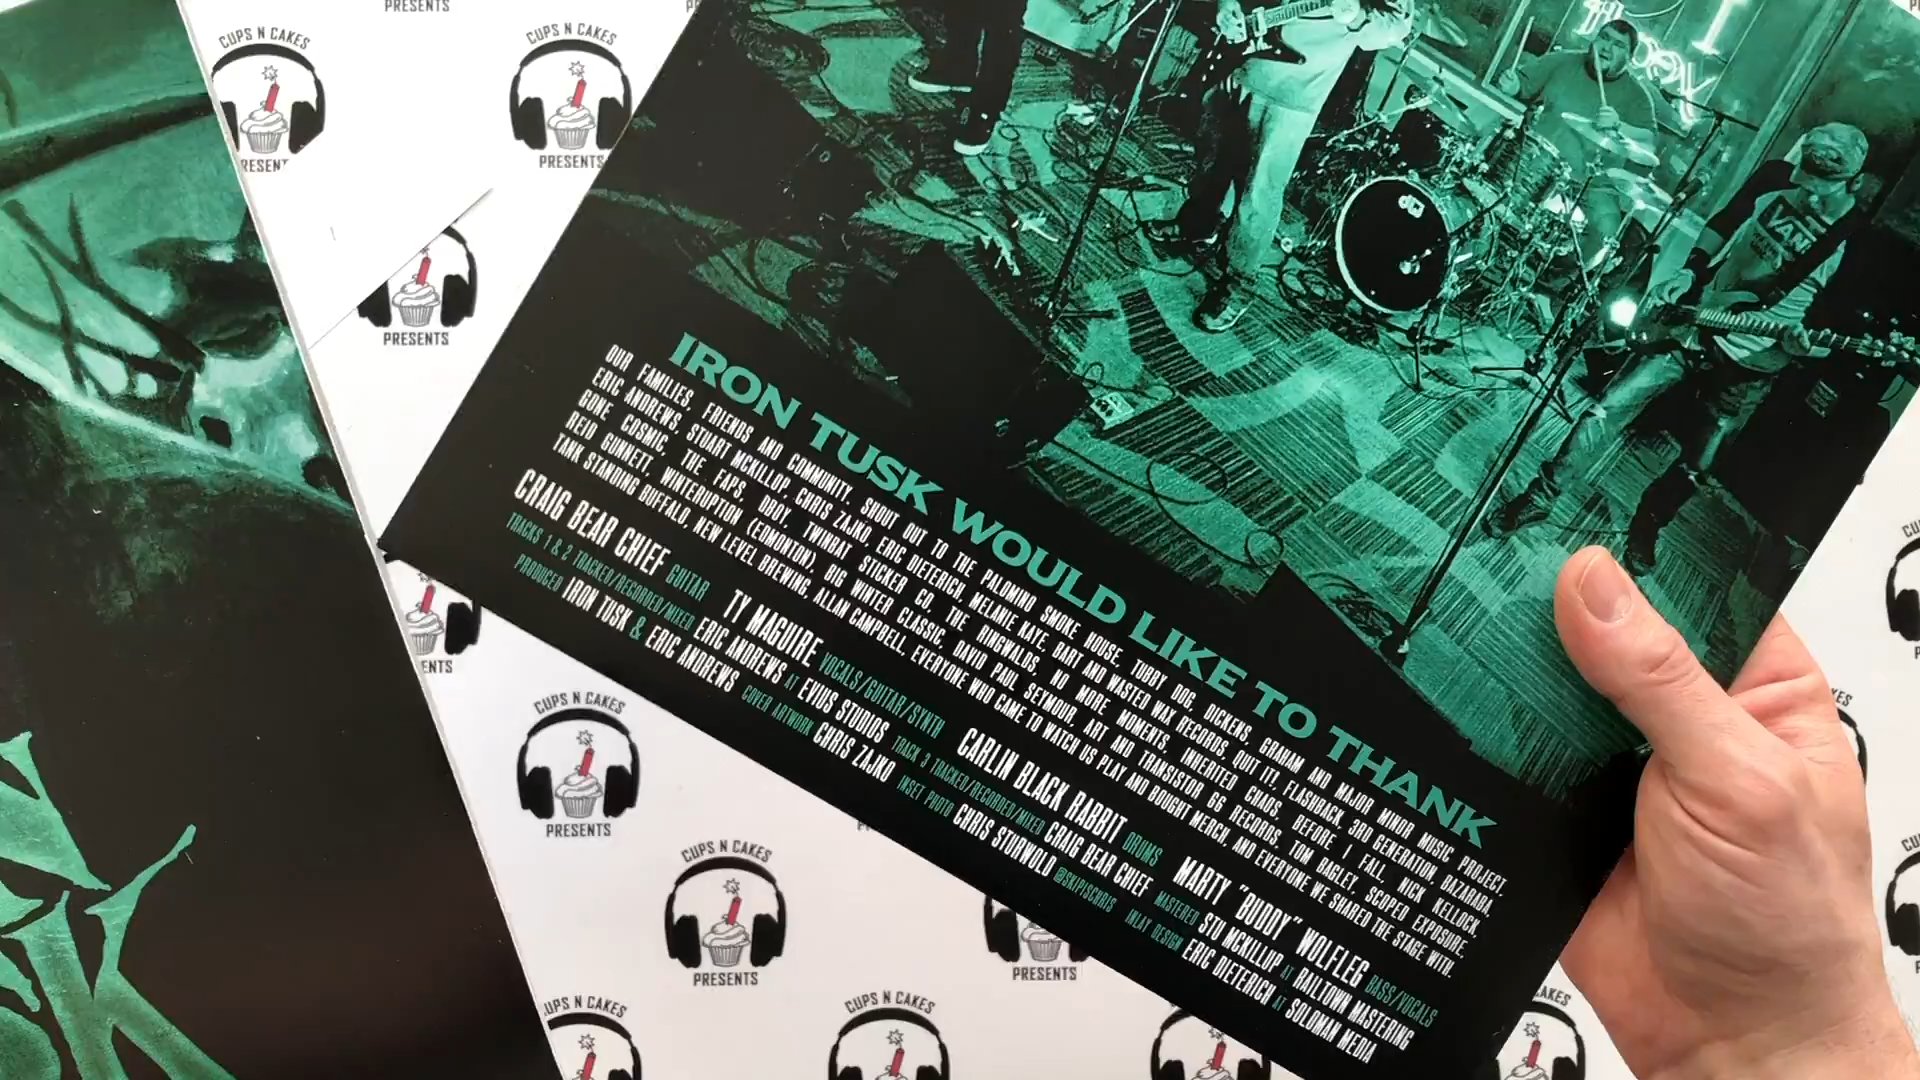 IRON TUSK WOULD LIKE TO THANK
OUR FAMILIES, FRIENDS AND COMMUNITY. SHOUT OUT TO THE PALOMINO SMOKE HOUSE, TUBBY DOG, DICKENS, GRAHAM AND MAJOR MINOR MUSIC PROJECT,
ERIC ANDREWS, STUART MCKILLOP, CHRIS ZAJKO, ERIC DIETERICH, MELANIE KAYE, BART AND WASTED WAX RECORDS, QUIT IT!, FLASHBACK, 3RD GENERATION, BAZARABA,
GONE COSMIC, THE FAPS, DBOY, TWINBAT STICKER CO, THE RINGWALDS, NO MORE MOMENTS, INHERITED CHAOS, BEFORE I FALL, NICK KELLOCK,
REID GUNNETT, WINTERUPTION (EDMONTON), BIG WINTER CLASSIC, DAVID PAUL SEYMOUR, ART AND TRANSISTOR 66 RECORDS, TOM BAGLEY, SCOPED EXPOSURE,
TANK STANDING BUFFALO, NEW LEVEL BREWING, ALLAN CAMPBELL, EVERYONE WHO CAME TO WATCH US PLAY AND BOUGHT MERCH, AND EVERYONE WE SHARED THE STAGE WITH.
CRAIG BEAR CHIEF GUITAR TY MAGUIRE VOCALS/GUITAR/SYNTH CARLIN BLACK RABBIT DRUMS MARTY "BUDDY" WOLFLEG BASS/VOCALS
TRACKS 1 & 2 TRACKED/RECORDED/MIXED ERIC ANDREWS AT EVIUS STUDIOS TRACK 3 TRACKED/RECORDED/MIXED CRAIG BEAR CHIEF MASTERED STU MCKILLUP AT RAILTOWN MASTERING
PRODUCED IRON TUSK & ERIC ANDREWS COVER ARTWORK CHRIS ZAJKO INSET PHOTO CHRIS STURWOLD @SKIPISCHRIS INLAY DESIGN ERIC DIETERICH AT SOLOMAN MEDIA
VANS
PRESENTS
CUPS N CAKES
PRESENTS
CUPS N CAKES
PRESENTS
PRESENTS
CUPS N CAKES
PRESENTS
CUPS N CAKES
PRESENTS
PRESENTS
CUPS N CAKES
CUPS N CAKES